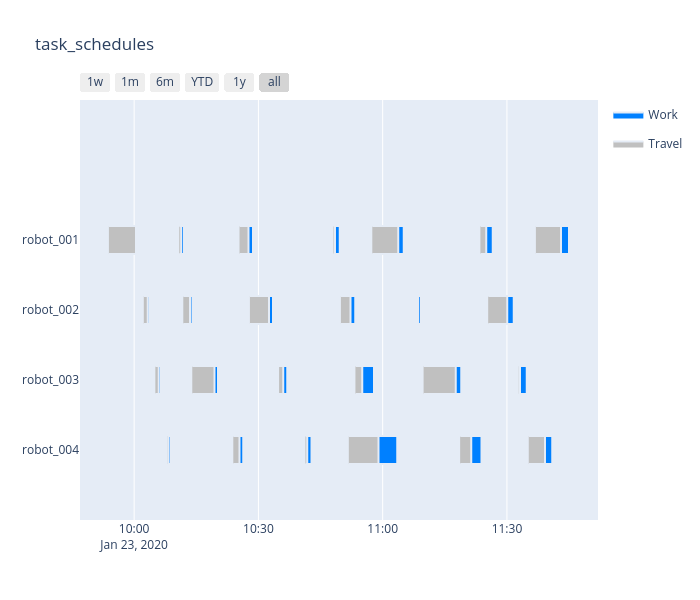 task_schedules
1w 1m 6m YTD 1y all
Work
Travel
robot_001
robot_002
robot_003
robot_004
10:00 10:30 11:00 11:30
Jan 23, 2020